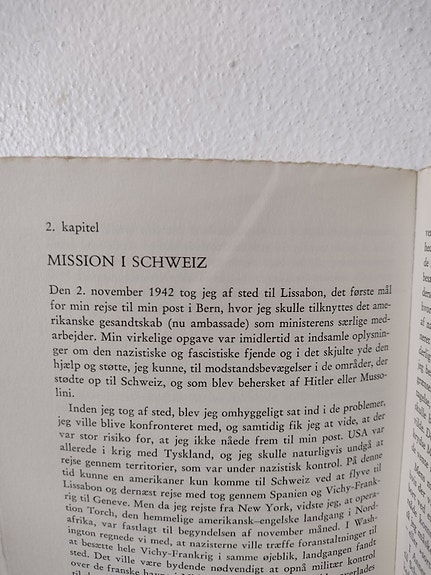 2. kapitel
MISSION I SCHWEIZ
Den 2. november 1942 tog jeg af sted til Lissabon, det første mål
for min rejse til min post i Bern, hvor jeg skulle tilknyttes det ame-
rikanske gesandtskab (nu ambassade) som ministerens særlige med-
arbejder. Min virkelige opgave var imidlertid at indsamle oplysnin-
ger om den nazistiske og fascistiske fjende og i det skjulte yde den
hjælp og støtte, jeg kunne, til modstandsbevægelser i de områder, der
stødte op til Schweiz, og som blev behersket af Hitler eller Musso-
lini.
Inden jeg tog af sted, blev jeg omhyggeligt sat ind i de problemer,
jeg ville blive konfronteret med, og samtidig fik jeg at vide, at der
var stor risiko for, at jeg ikke nåede frem til min post. USA var
allerede i krig med Tyskland, og jeg skulle naturligvis undgå at
rejse gennem territorier, som var under nazistisk kontrol. På denne
tid kunne en amerikaner kun komme til Schweiz ved at flyve til
Lissabon og dernæst rejse med tog gennem Spanien og Vichy-Frank-
rig til Geneve. Men da jeg rejste fra New York, vidste jeg, at opera-
tion Torch, den hemmelige amerikansk-engelske landgang i Nord-
afrika, var fastlagt til begyndelsen af november måned. I Wash-
ington regnede vi med, at nazisterne ville træffe foranstaltninger til
at besætte hele Vichy-Frankrig i samme øjeblik, landgangen fandt
sted. Det ville være bydende nødvendigt at opnå militær kontrol
over de franske